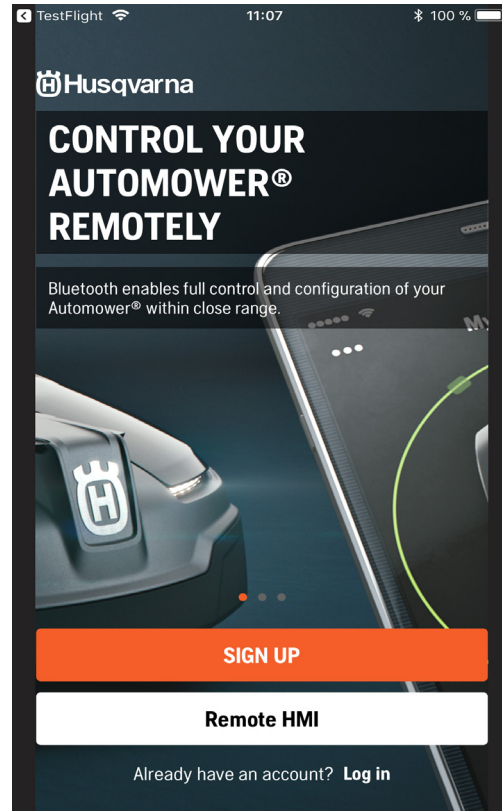 TestFlight 11:07 100 %
Husqvarna
CONTROL YOUR
AUTOMOWER®
REMOTELY
Bluetooth enables full control and configuration of your
Automower® within close range.
My
H
SIGN UP
Remote HMI
Already have an account? Log in